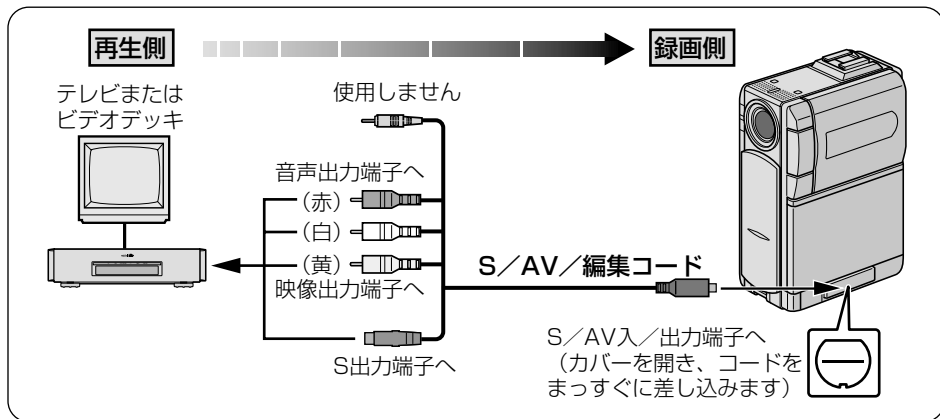 再生側
録画側
テレビまたは
ビデオデッキ
使用しません
音声出力端子へ
（赤）
（白）
（黄）
映像出力端子へ
S出力端子へ
S／AV／編集コード
S／AV入／出力端子へ
（カバーを開き、コードを
まっすぐに差し込みます）